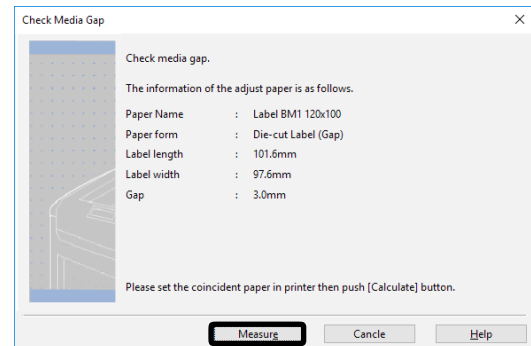 Check Media Gap
Check media gap.
The information of the adjust paper is as follows.
Paper Name : Label BM1 120x100
Paper form : Die-cut Label (Gap)
Label length : 101.6mm
Label width : 97.6mm
Gap : 3.0mm
Please set the coincident paper in printer then push [Calculate] button.
Measure Cancle Help